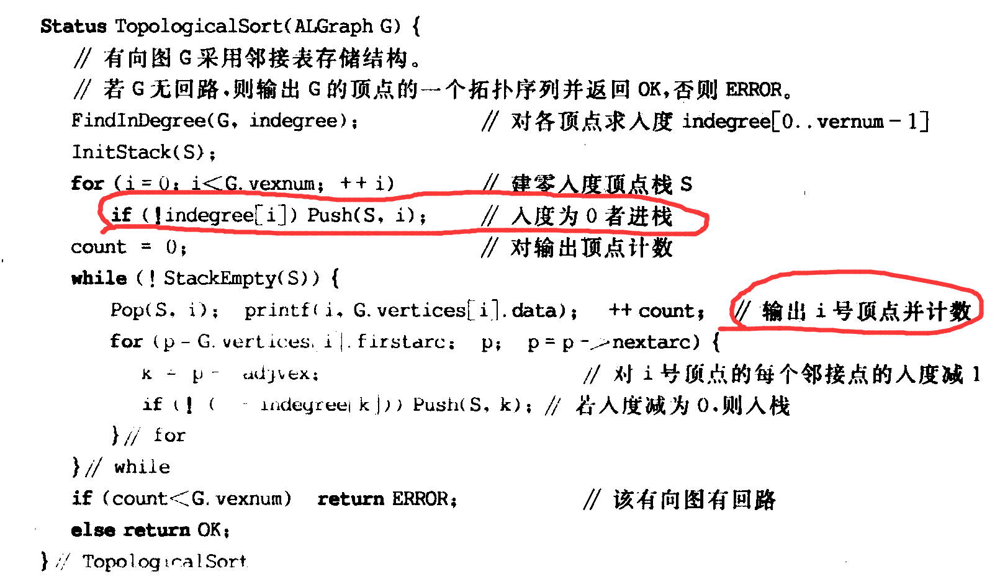 Status TopologicalSort(ALGraph G) {
// 有向图 G 采用邻接表存储结构。
// 若 G 无回路,则输出 G 的顶点的一个拓扑序列并返回 OK,否则 ERROR。
FindInDegree(G, indegree); // 对各顶点求入度 indegree[0..vernum-1]
InitStack(S);
for (i = 0; i<G.vexnum; ++i) // 建零入度顶点栈 S
if (!indegree[i]) Push(S, i); // 入度为 0 者进栈
count = 0; // 对输出顶点计数
while (!StackEmpty(S)) {
Pop(S, i); printf(i, G.vertices[i].data); ++count; // 输出 i 号顶点并计数
for (p = G.vertices[i].firstarc; p; p = p->nextarc) {
k = p - adjvex; // 对 i 号顶点的每个邻接点的入度减 1
if (!( - indegree[k])) Push(S, k); // 若入度减为 0,则入栈
} // for
} // while
if (count<G.vexnum) return ERROR; // 该有向图有回路
else return OK;
} // TopologicalSort